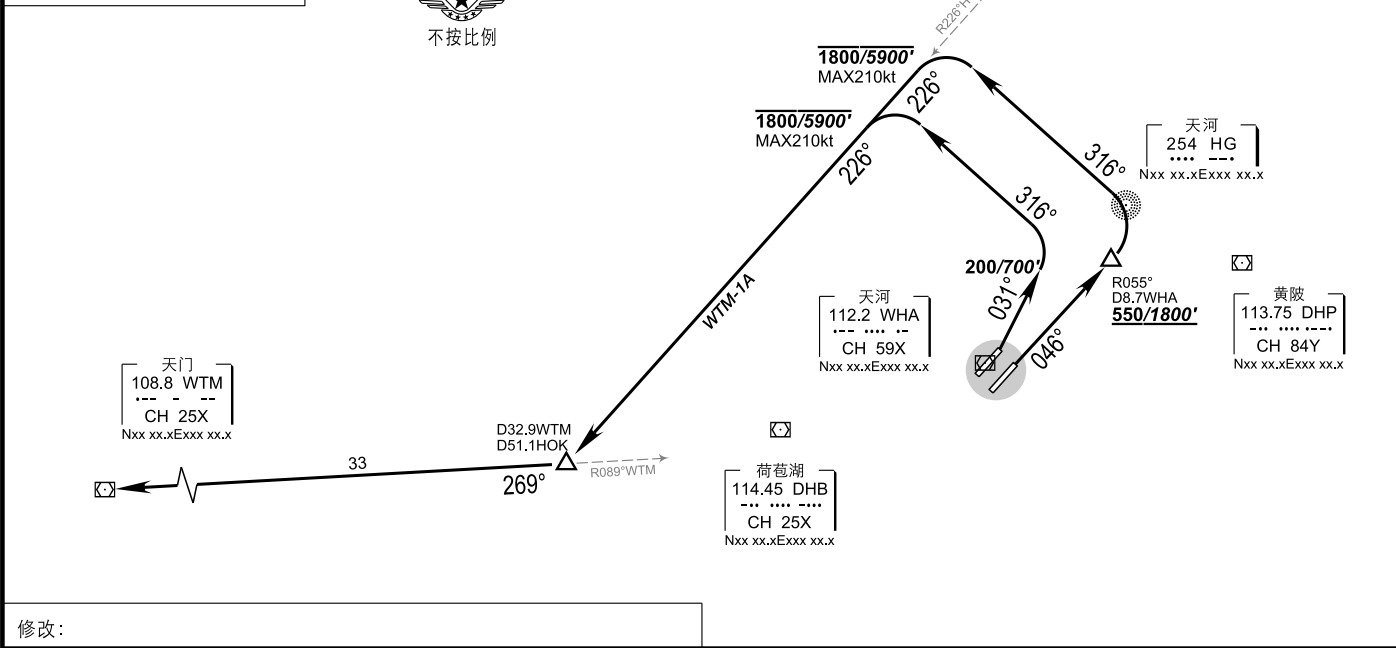 不按比例
R226°H
1800/5900'
MAX210kt
226°
1800/5900'
MAX210kt
226°
316°
天河
254 HG
•••• −−•
Nxx xx.xExxx xx.x
316°
200/700'
031°
046°
R055°
D8.7WHA
550/1800'
天河
112.2 WHA
•−− •••• •−
CH 59X
Nxx xx.xExxx xx.x
黄陂
113.75 DHP
−•• •••• •−−•
CH 84Y
Nxx xx.xExxx xx.x
WTM-1A
天门
108.8 WTM
•−− − −−
CH 25X
Nxx xx.xExxx xx.x
D32.9WTM
D51.1HOK
33
269°
R089°WTM
荷苞湖
114.45 DHB
−•• •••• −•••
CH 25X
Nxx xx.xExxx xx.x
修改：